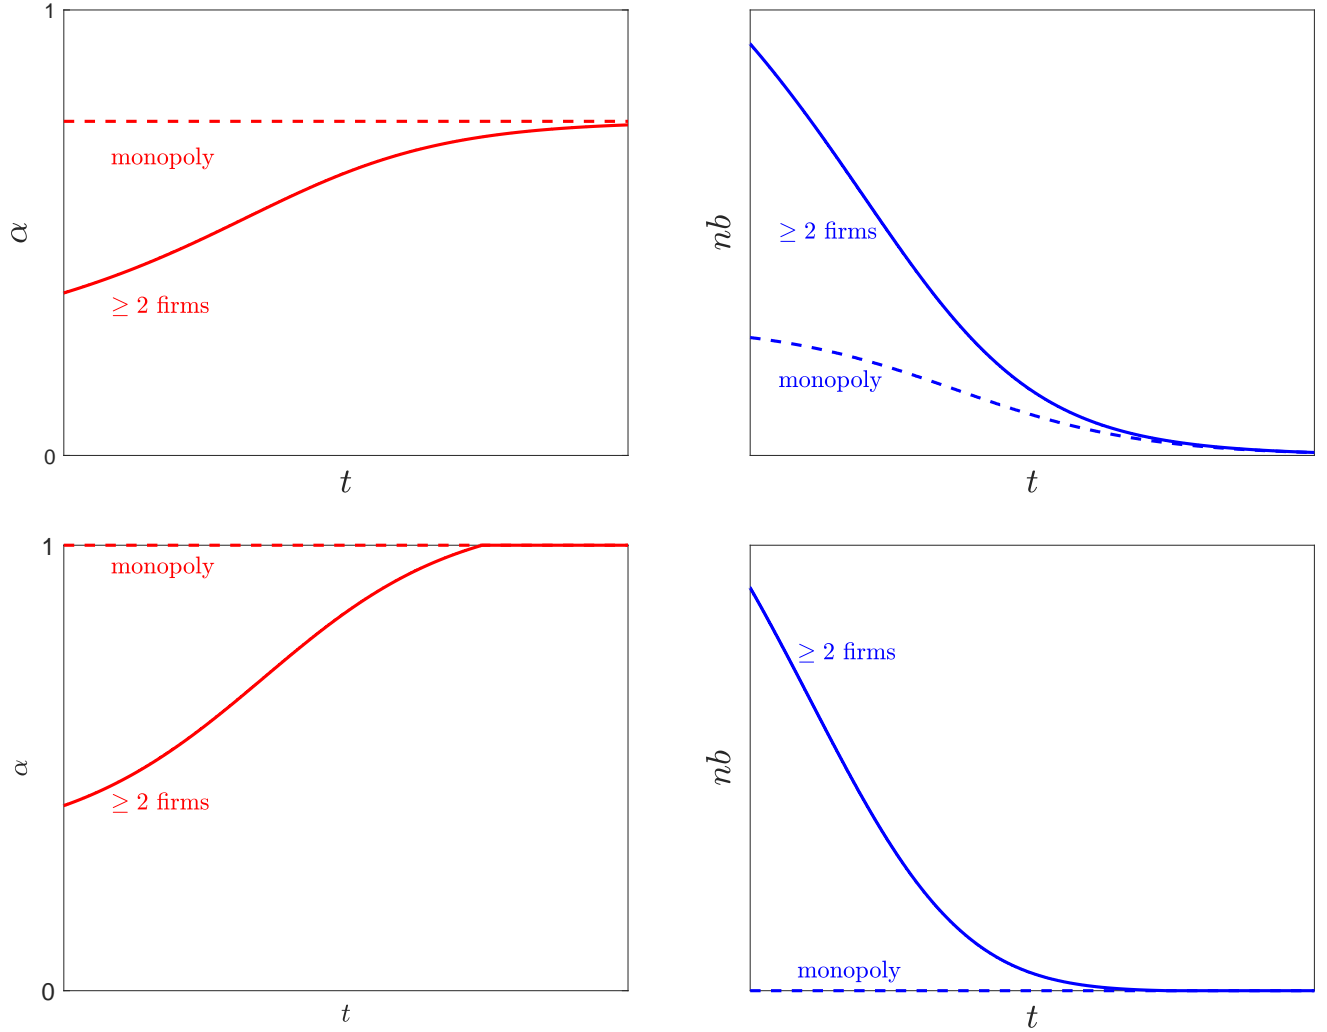 1
monopoly
≥ 2 firms
α
0
t
≥ 2 firms
monopoly
nb
t
1
monopoly
≥ 2 firms
α
0
t
≥ 2 firms
monopoly
nb
t